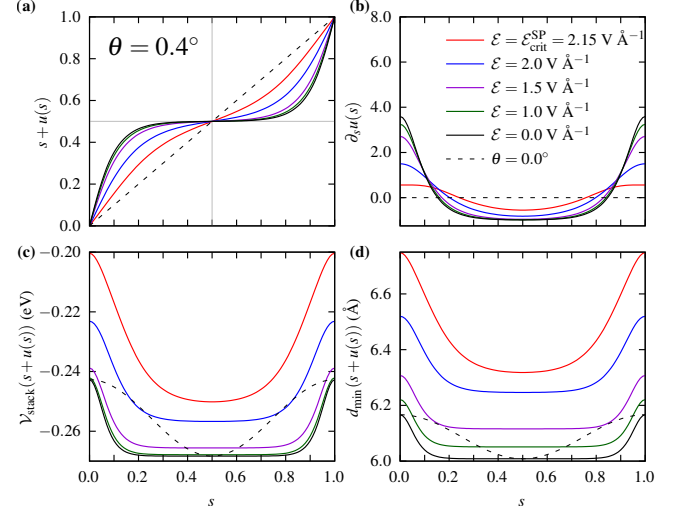 (a)
1.0
0.8
0.6
0.4
0.2
0.0
s + u(s)
θ = 0.4°
(b)
8.0
6.0
4.0
2.0
0.0
∂ₛu(s)
ℰ = ℰ^SP_crit = 2.15 V Å⁻¹
ℰ = 2.0 V Å⁻¹
ℰ = 1.5 V Å⁻¹
ℰ = 1.0 V Å⁻¹
ℰ = 0.0 V Å⁻¹
θ = 0.0°
(c)
−0.20
−0.22
−0.24
−0.26
𝒱_stack(s + u(s)) (eV)
0.0 0.2 0.4 0.6 0.8 1.0
s
(d)
6.8
6.6
6.4
6.2
6.0
d_min(s + u(s)) (Å)
0.0 0.2 0.4 0.6 0.8 1.0
s